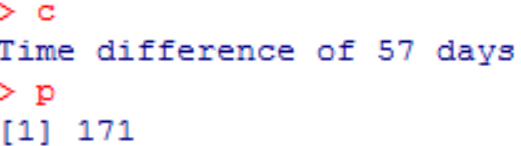 > c
Time difference of 57 days
> p
[1] 171